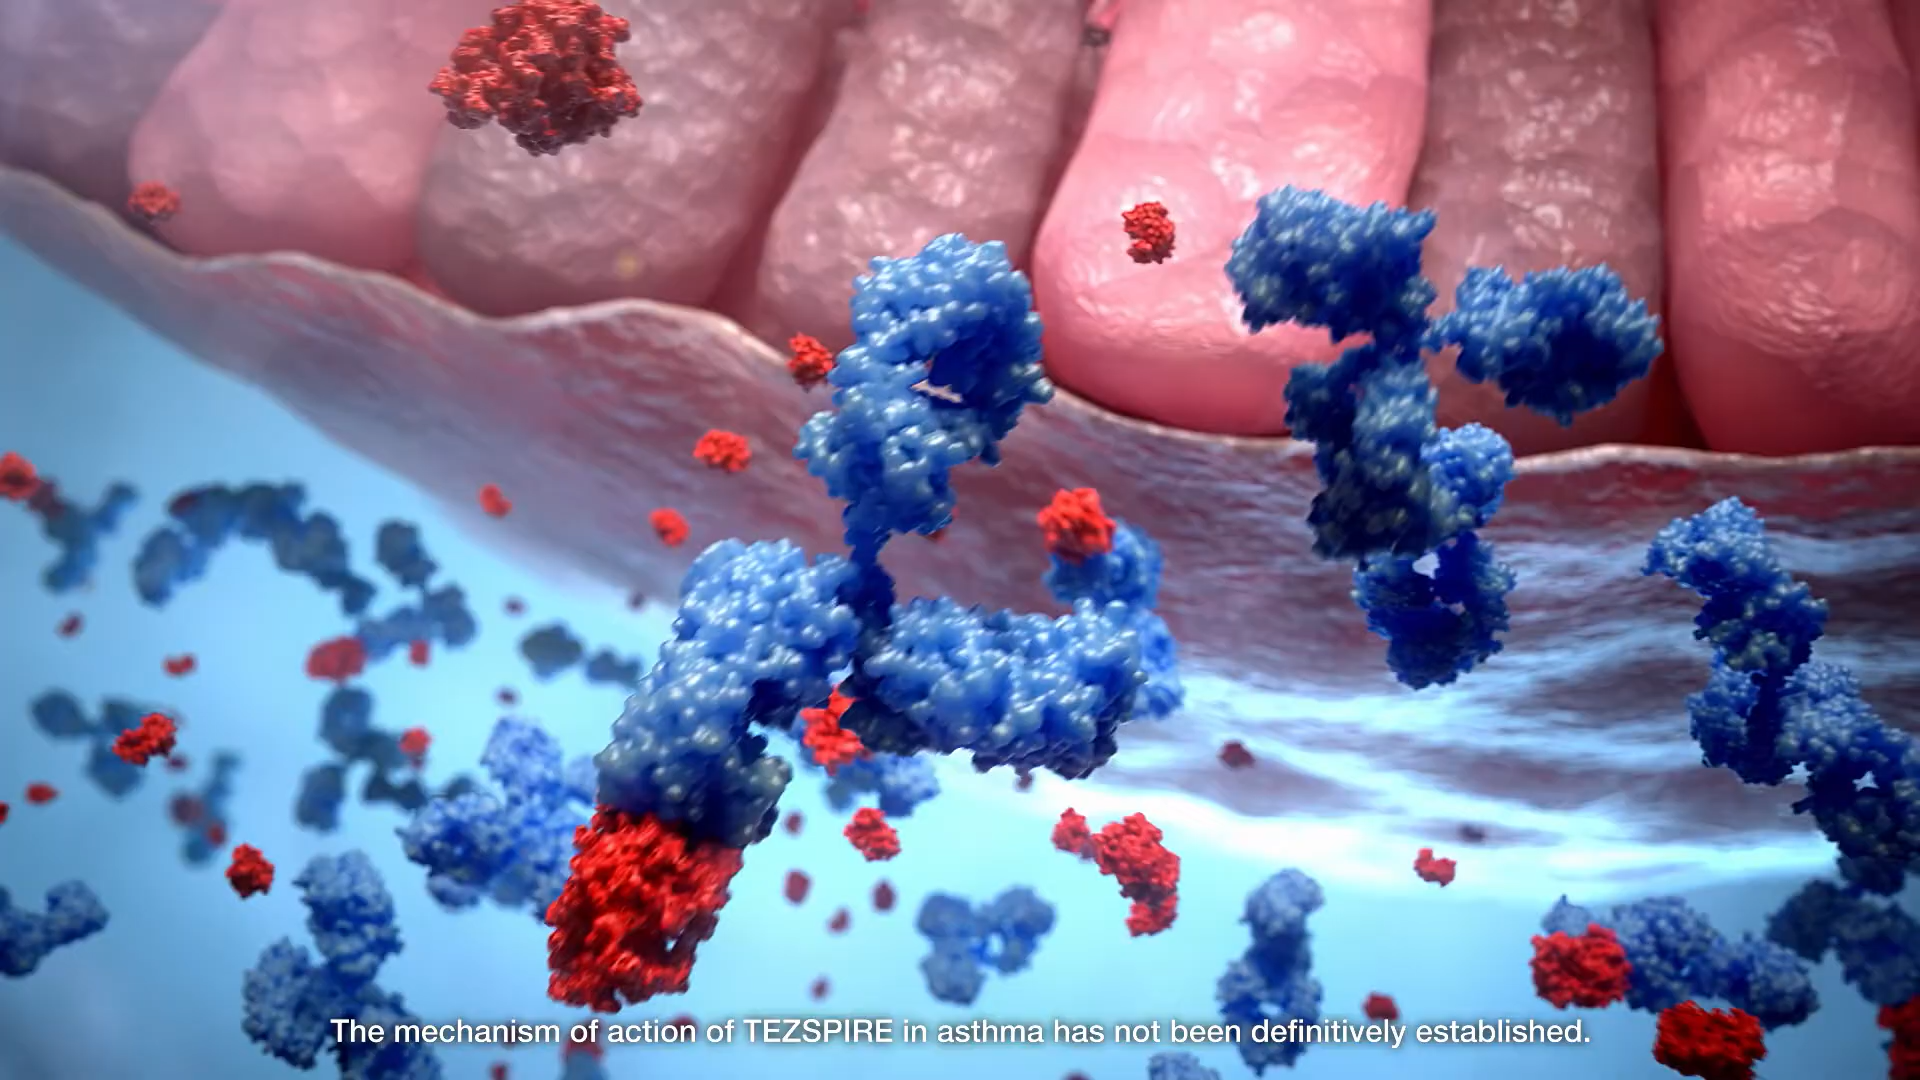 The mechanism of action of TEZSPIRE in asthma has not been definitively established.